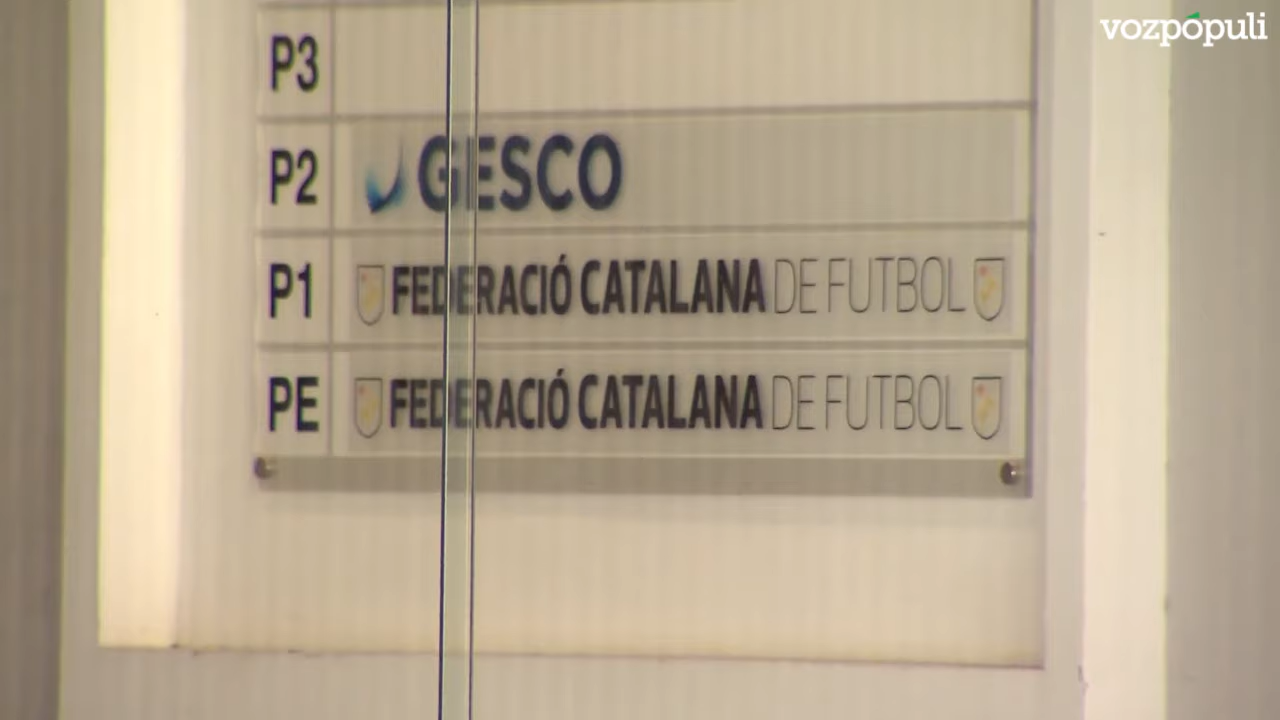 vozpópuli
P3
P2 GESCO
P1 FEDERACIÓ CATALANA DE FUTBOL
PE FEDERACIÓ CATALANA DE FUTBOL